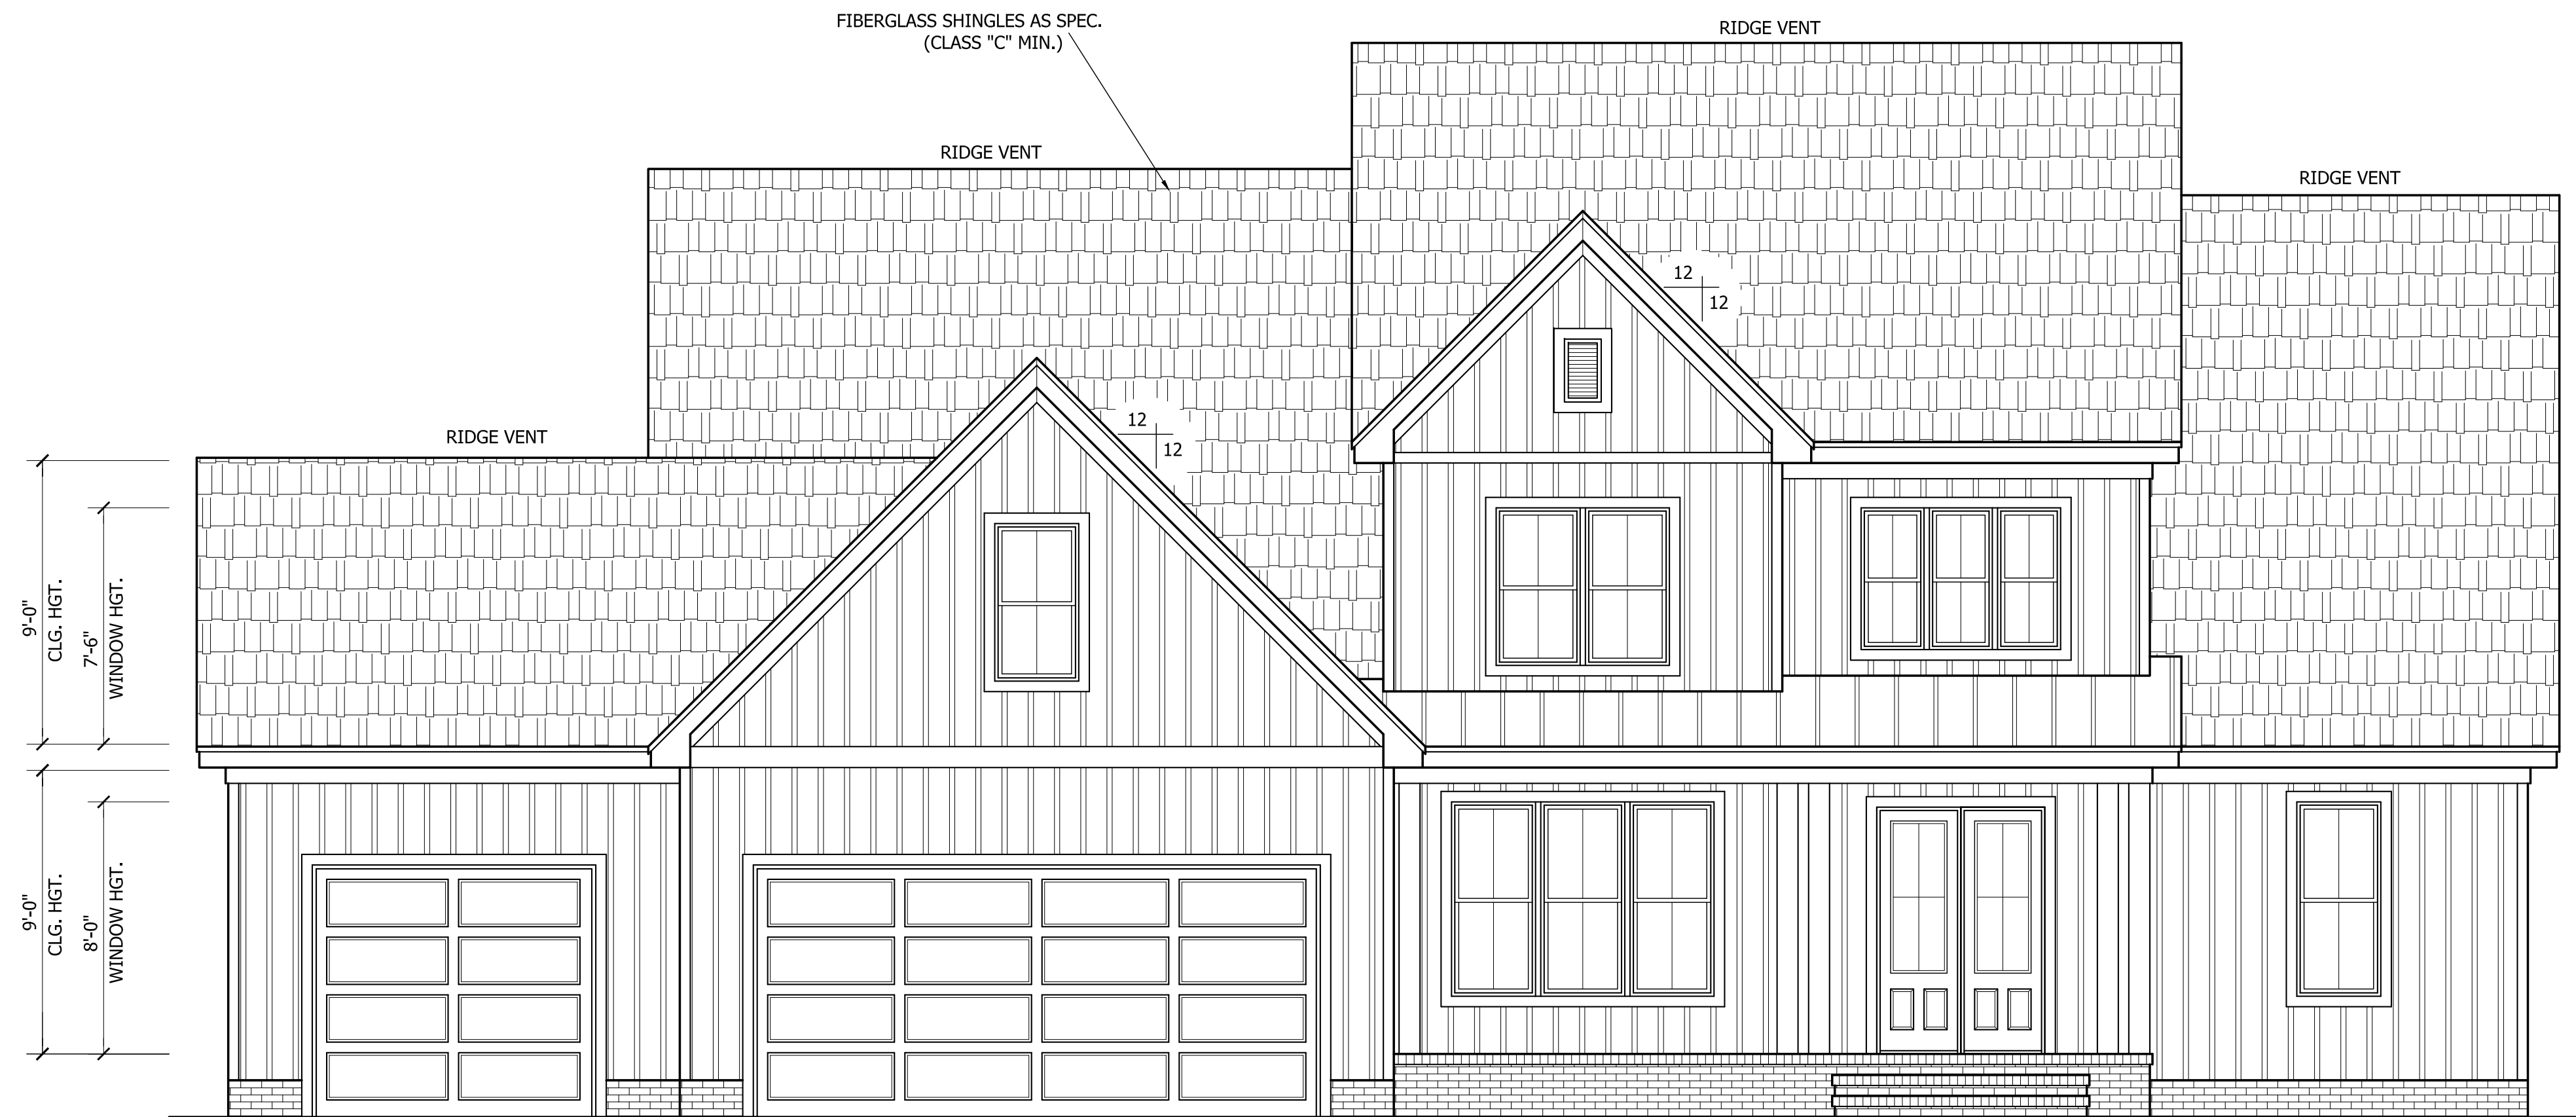 FIBERGLASS SHINGLES AS SPEC.
(CLASS "C" MIN.)
RIDGE VENT
RIDGE VENT
RIDGE VENT
RIDGE VENT
12
12
12
12
9'-0"
CLG. HGT.
7'-6"
WINDOW HGT.
9'-0"
CLG. HGT.
8'-0"
WINDOW HGT.